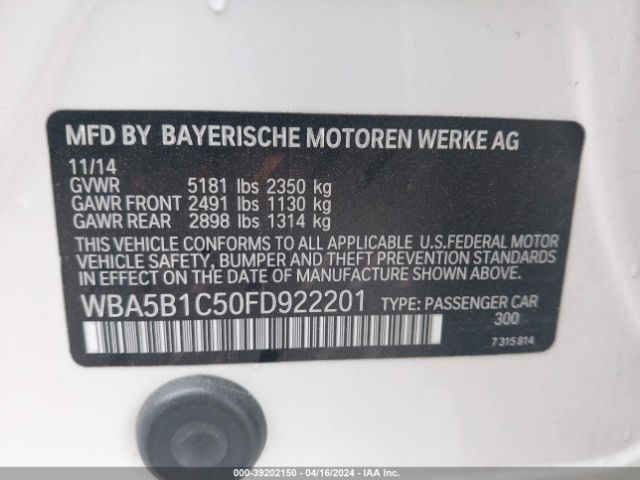 MFD BY BAYERISCHE MOTOREN WERKE AG
11/14
GVWR 5181 lbs 2350 kg
GAWR FRONT 2491 lbs 1130 kg
GAWR REAR 2898 lbs 1314 kg
THIS VEHICLE CONFORMS TO ALL APPLICABLE U.S.FEDERAL MOTOR
VEHICLE SAFETY, BUMPER AND THEFT PREVENTION STANDARDS
IN EFFECT ON THE DATE OF MANUFACTURE SHOWN ABOVE.
WBA5B1C50FD922201 TYPE: PASSENGER CAR
300
7 315 814
000-39202150 | 04/16/2024 | IAA Inc.